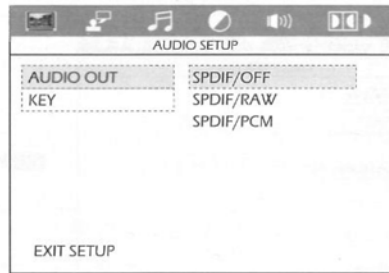 AUDIO SETUP
AUDIO OUT
KEY
SPDIF/OFF
SPDIF/RAW
SPDIF/PCM
EXIT SETUP